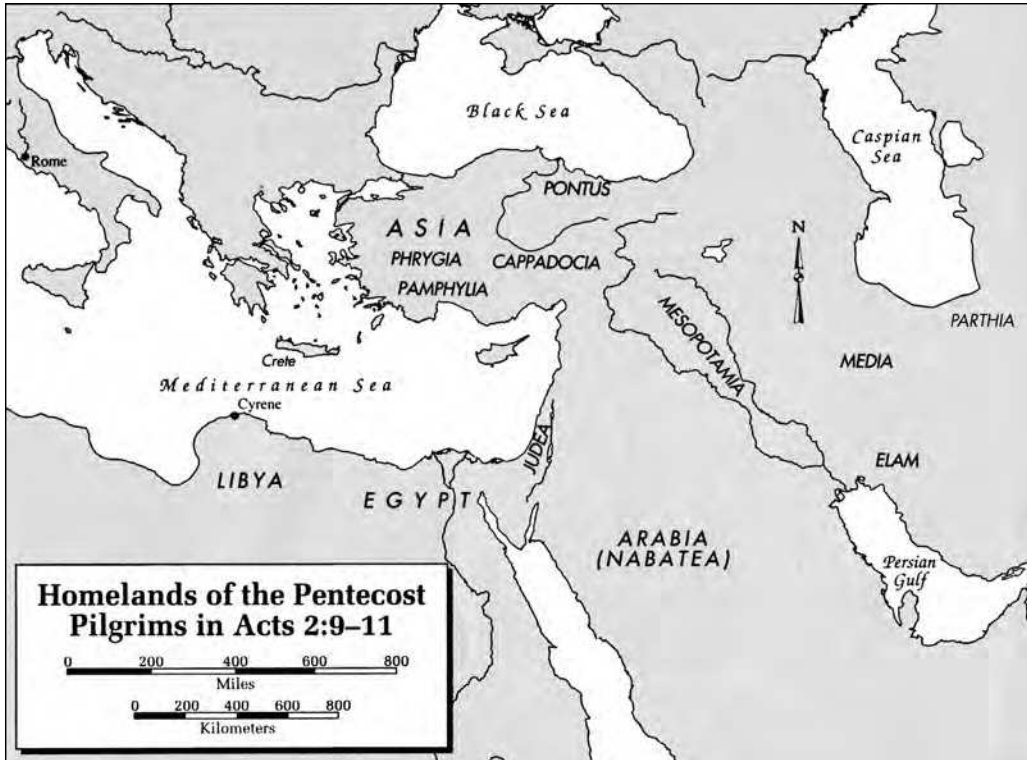 Black Sea
Caspian
Sea
Rome
PONTUS
N
ASIA
PHRYGIA
CAPPADOCIA
PAMPHYLIA
MESOPOTAMIA
PARTHIA
MEDIA
Crete
Mediterranean Sea
Cyrene
JUDEA
ELAM
LIBYA
EGYPT
ARABIA
(NABATEA)
Persian
Gulf
Homelands of the Pentecost
Pilgrims in Acts 2:9–11
0 200 400 600 800
Miles
0 200 400 600 800
Kilometers